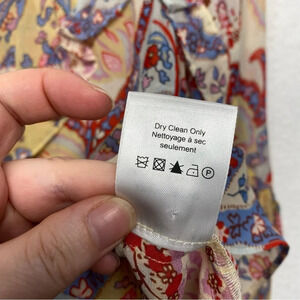 Dry Clean Only
Nettoyage à sec
seulement
P